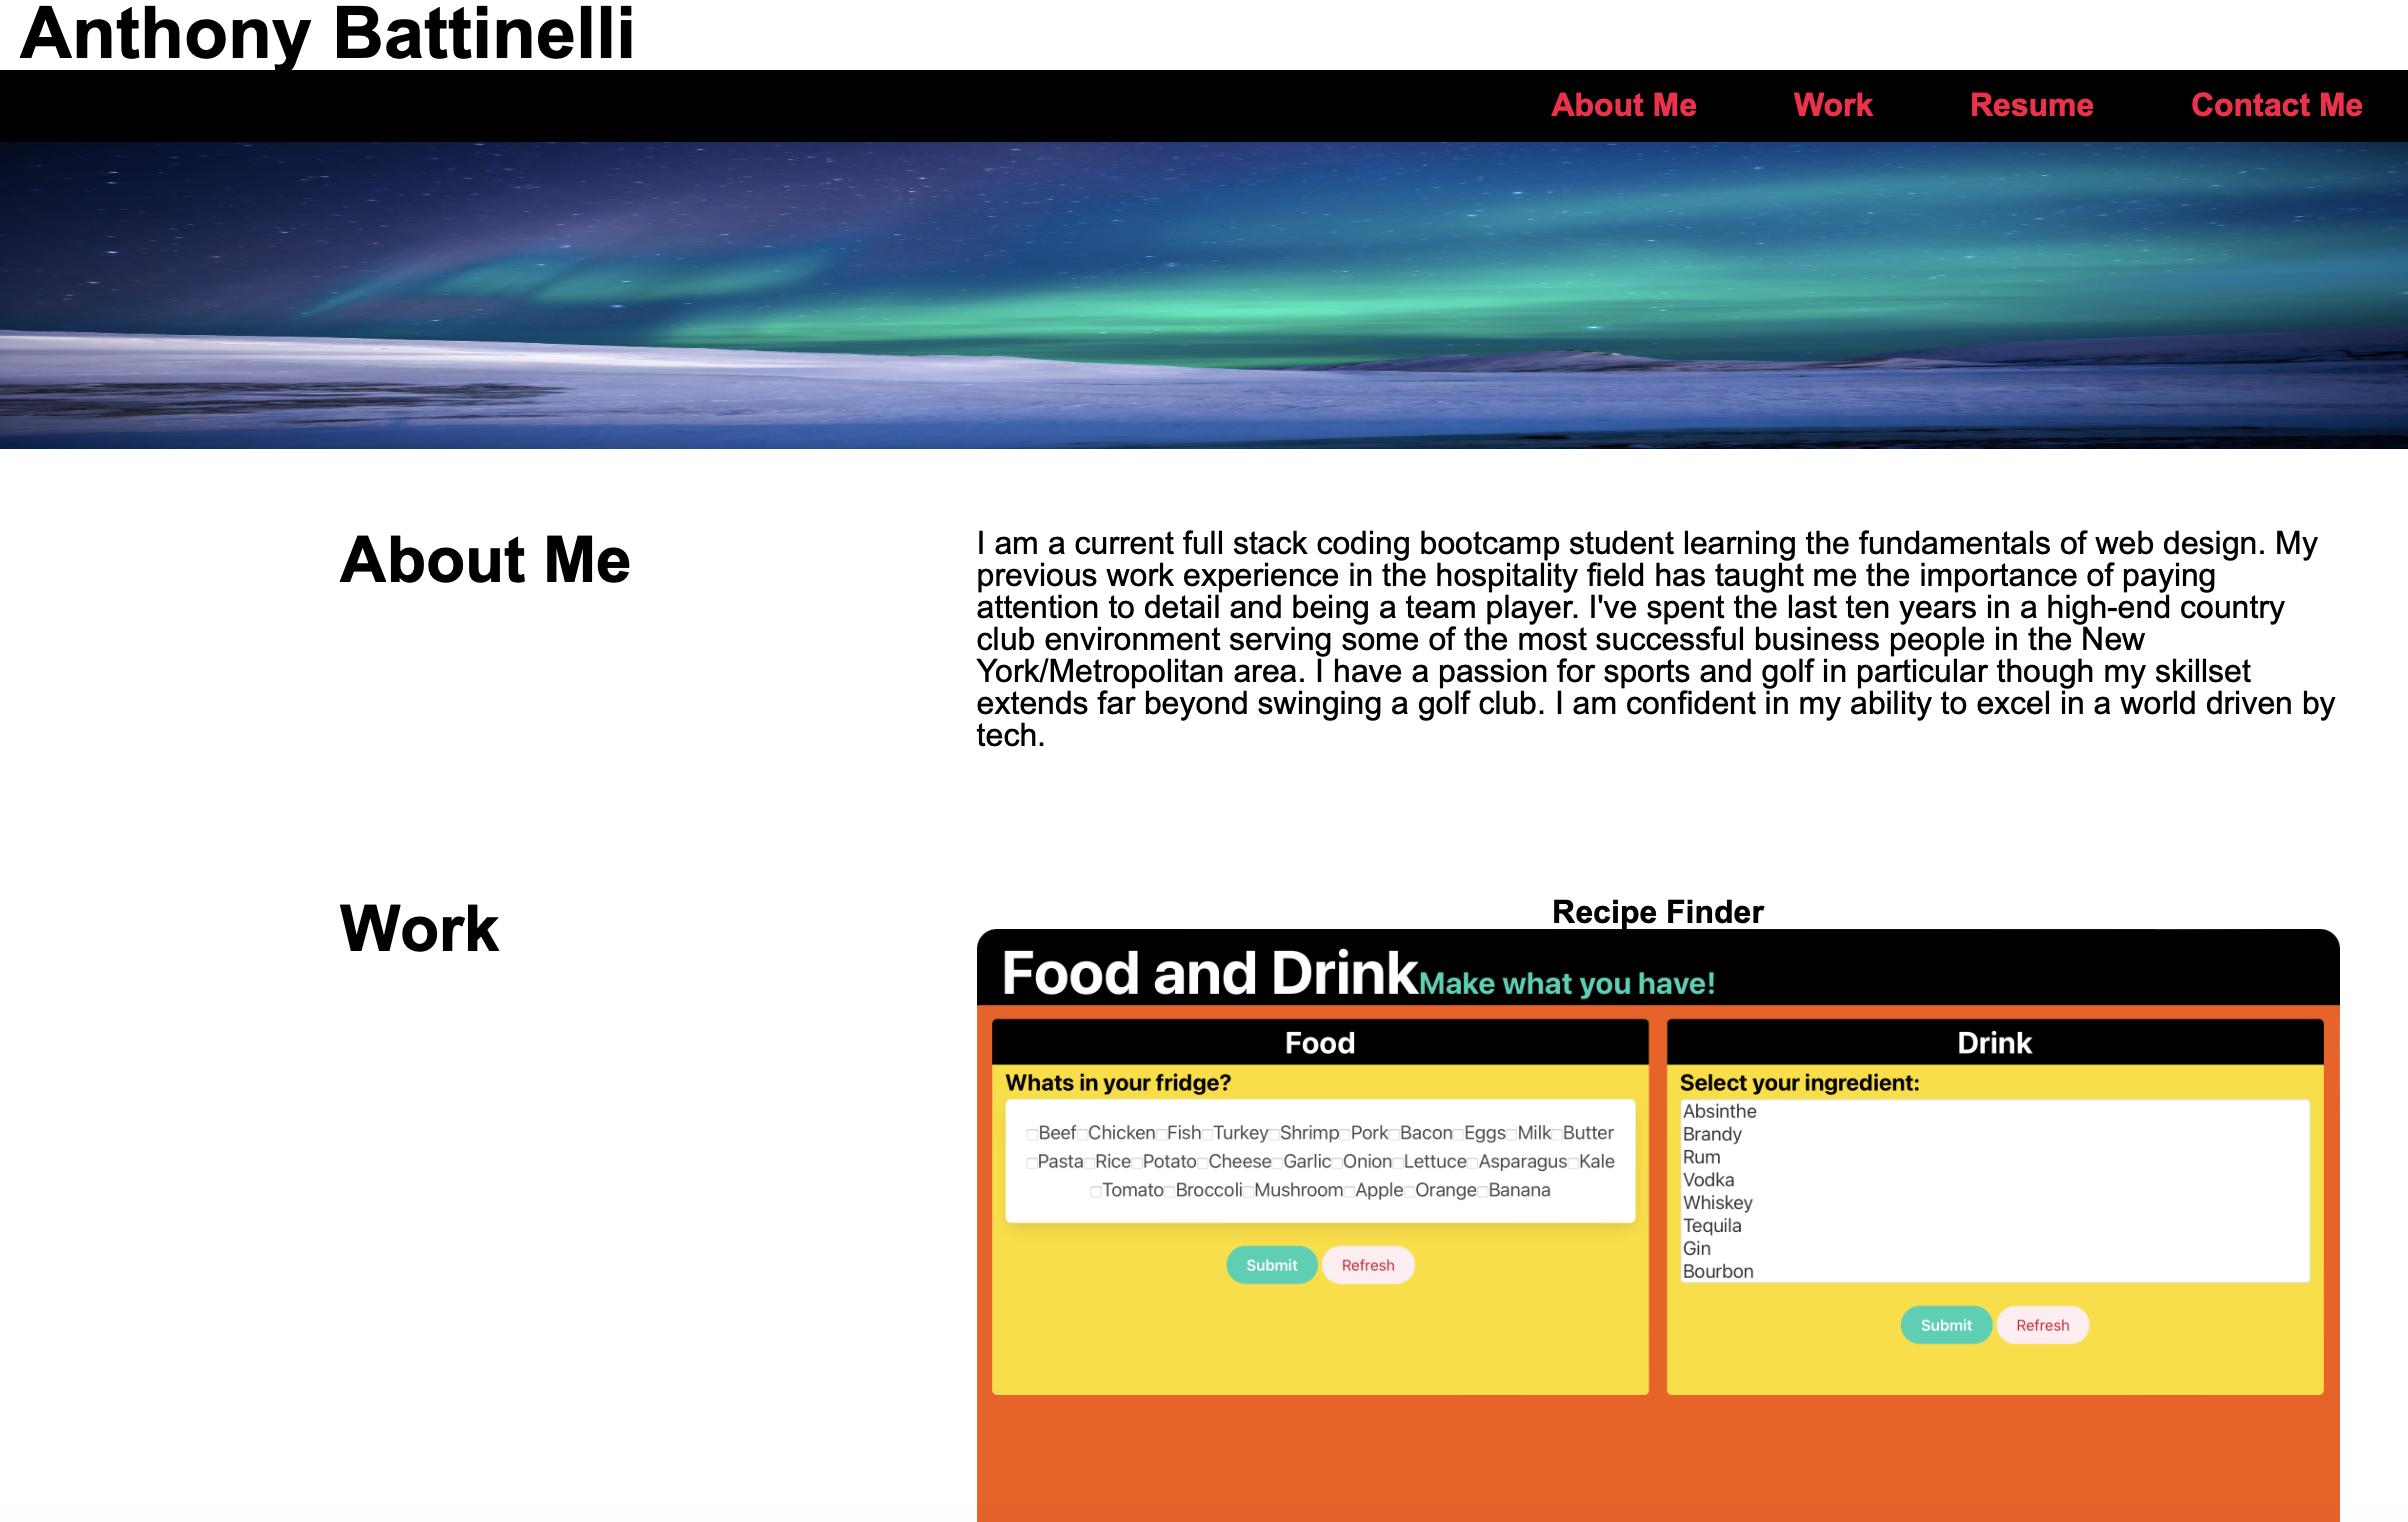 Anthony Battinelli
About Me Work Resume Contact Me
About Me
I am a current full stack coding bootcamp student learning the fundamentals of web design. My
previous work experience in the hospitality field has taught me the importance of paying
attention to detail and being a team player. I've spent the last ten years in a high-end country
club environment serving some of the most successful business people in the New
York/Metropolitan area. I have a passion for sports and golf in particular though my skillset
extends far beyond swinging a golf club. I am confident in my ability to excel in a world driven by
tech.
Work
Recipe Finder
Food and Drink Make what you have!
Food
Whats in your fridge?
Beef Chicken Fish Turkey Shrimp Pork Bacon Eggs Milk Butter
Pasta Rice Potato Cheese Garlic Onion Lettuce Asparagus Kale
Tomato Broccoli Mushroom Apple Orange Banana
Submit Refresh
Drink
Select your ingredient:
Absinthe
Brandy
Rum
Vodka
Whiskey
Tequila
Gin
Bourbon
Submit Refresh